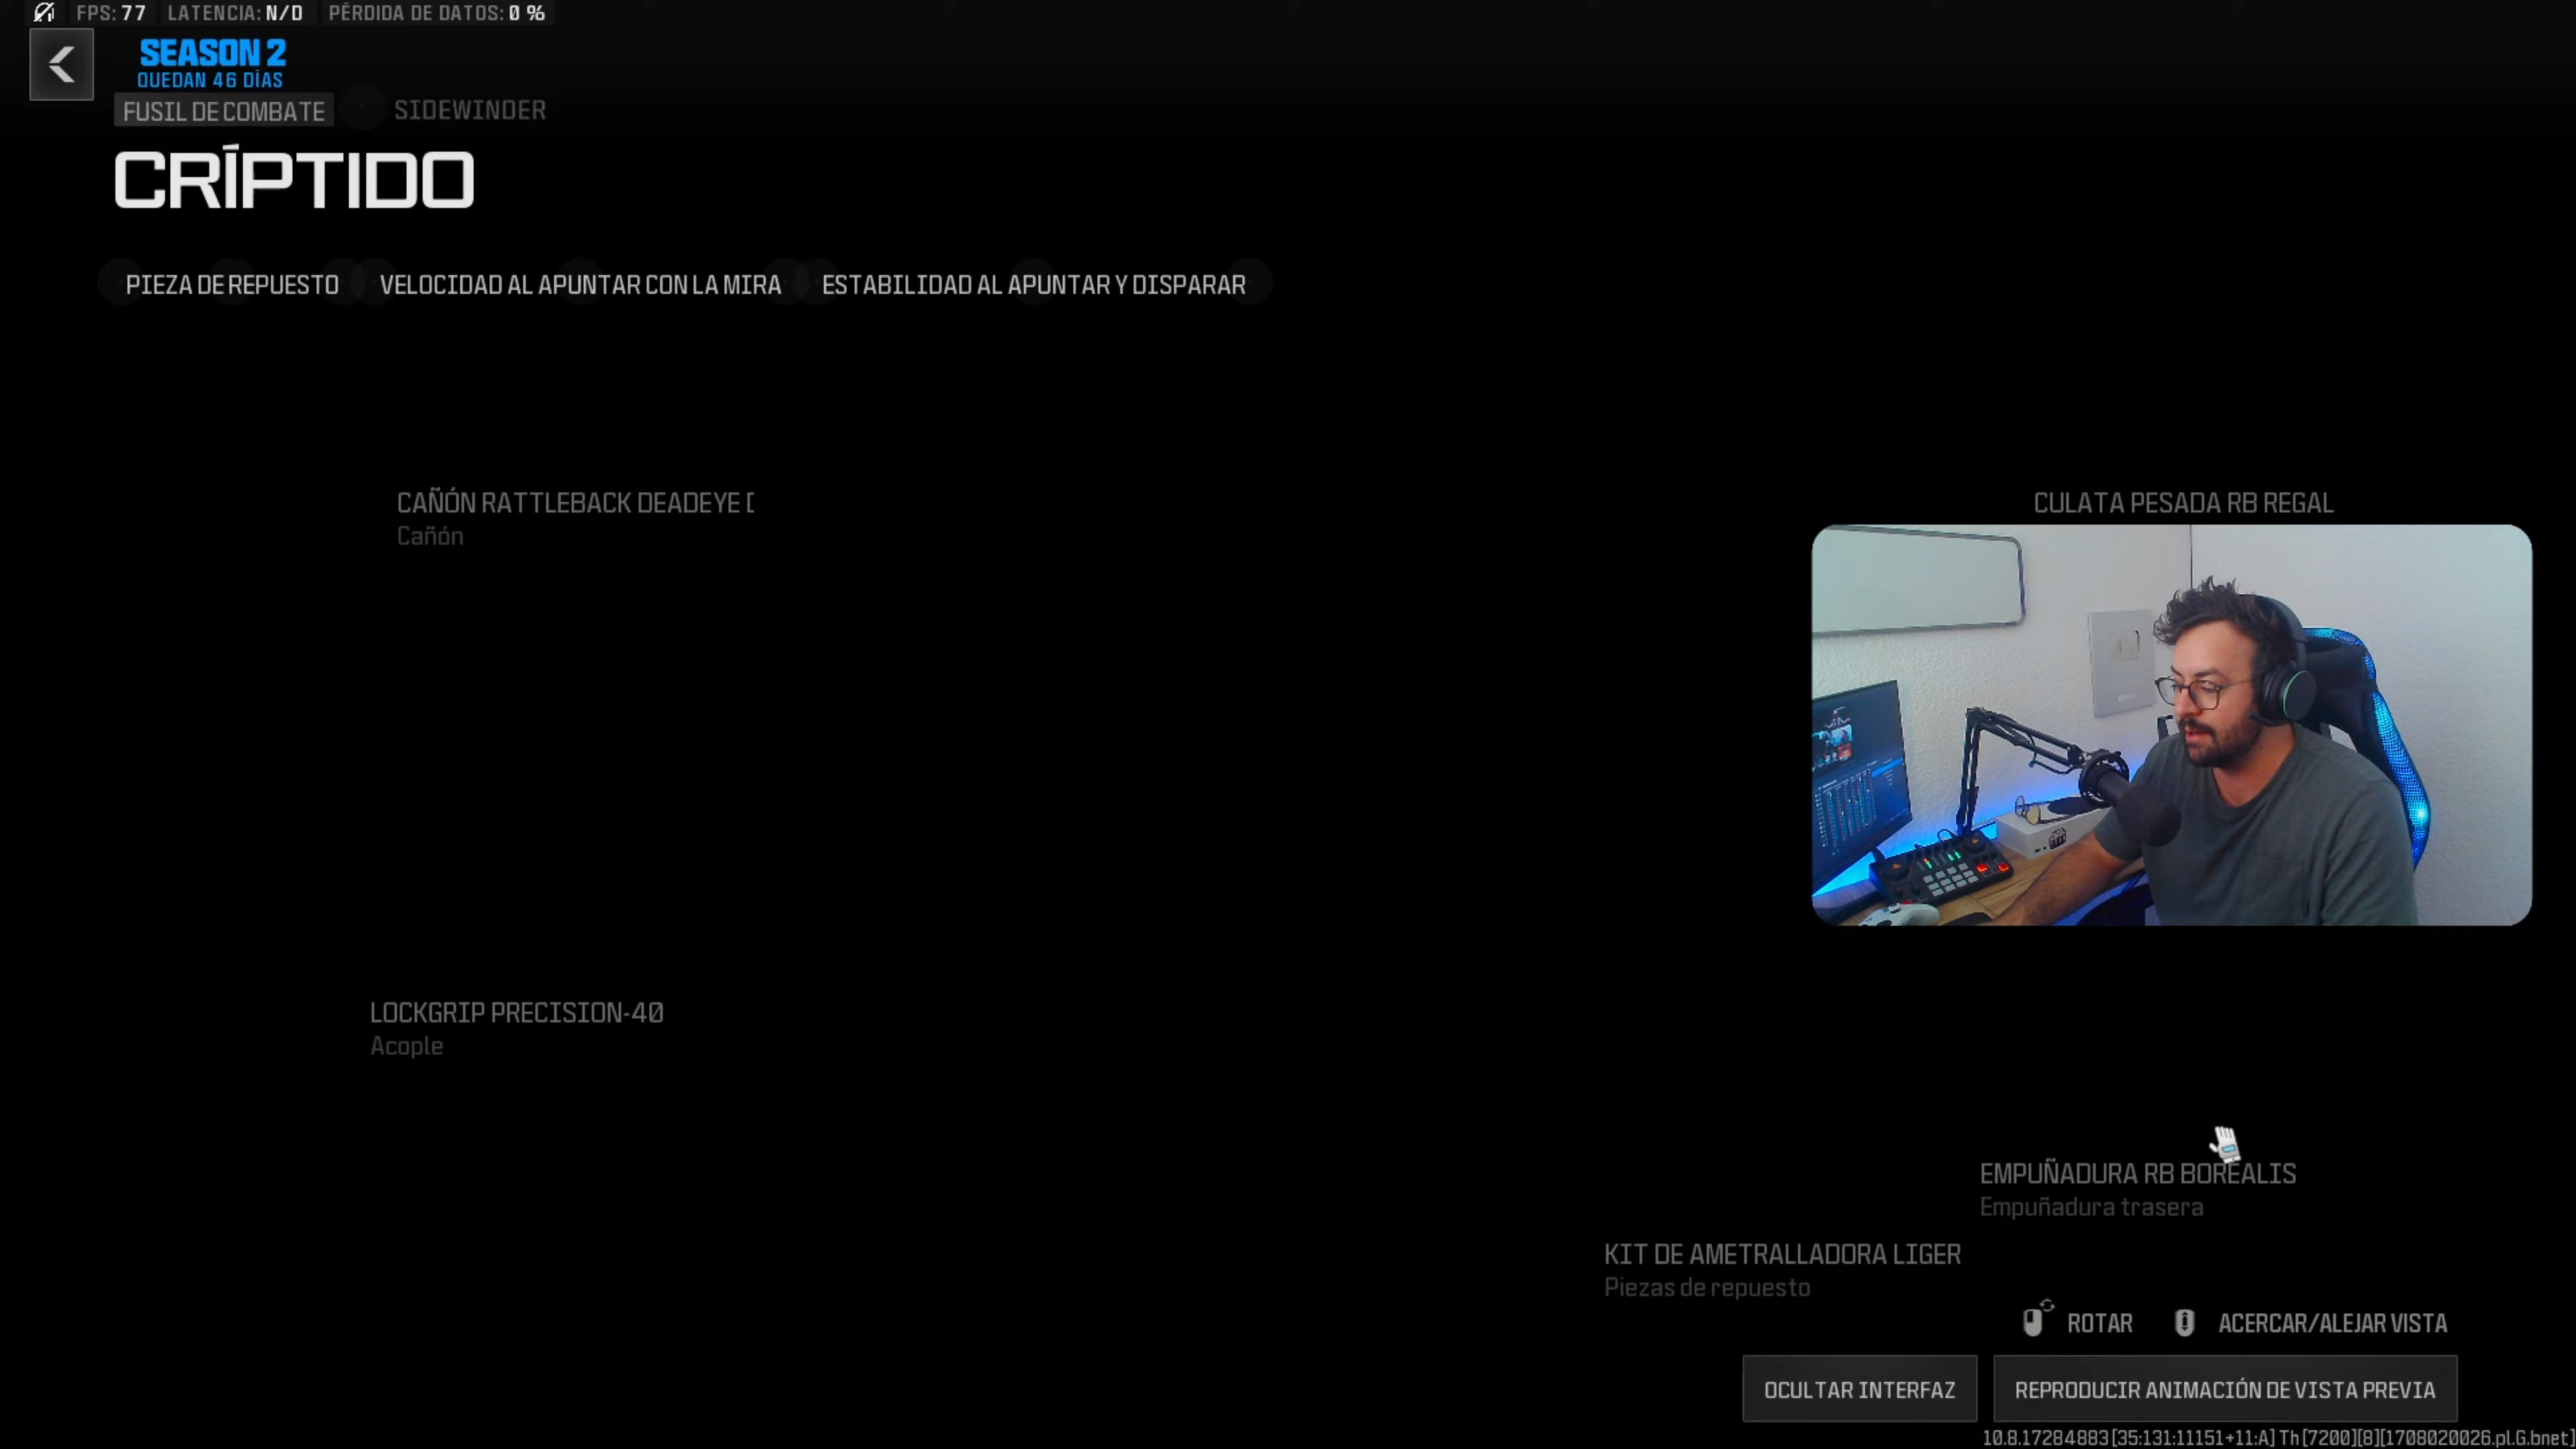 FPS: 77 LATENCIA: N/D PÉRDIDA DE DATOS: 0 %
SEASON 2
QUEDAN 46 DÍAS
FUSIL DE COMBATE SIDEWINDER
CRÍPTIDO
PIEZA DE REPUESTO VELOCIDAD AL APUNTAR CON LA MIRA ESTABILIDAD AL APUNTAR Y DISPARAR
CAÑÓN RATTLEBACK DEADEYE
Cañón
CULATA PESADA RB REGAL
LOCKGRIP PRECISION-40
Acople
EMPUÑADURA RB BOREALIS
Empuñadura trasera
KIT DE AMETRALLADORA LIGER
Piezas de repuesto
ROTAR ACERCAR/ALEJAR VISTA
OCULTAR INTERFAZ REPRODUCIR ANIMACIÓN DE VISTA PREVIA
10.8.17284883[35:131:11151+11:A] Th[7200][8][1708020026.pl.G.bnet]